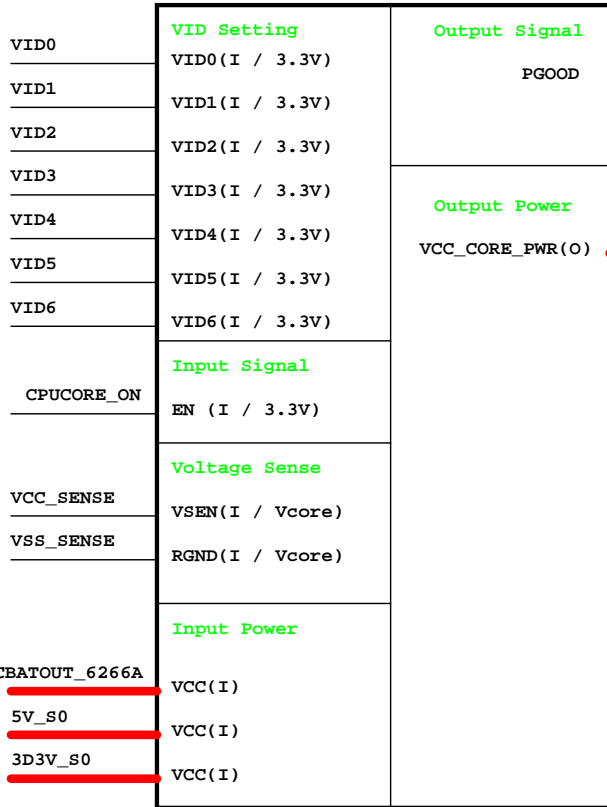 VID Setting
Output Signal
VID0
VID0(I / 3.3V)
PGOOD
VID1
VID1(I / 3.3V)
VID2
VID2(I / 3.3V)
VID3
VID3(I / 3.3V)
Output Power
VID4
VID4(I / 3.3V)
VCC_CORE_PWR(O)
VID5
VID5(I / 3.3V)
VID6
VID6(I / 3.3V)
Input Signal
CPUCORE_ON
EN (I / 3.3V)
Voltage Sense
VCC_SENSE
VSEN(I / Vcore)
VSS_SENSE
RGND(I / Vcore)
Input Power
CBATOUT_6266A
VCC(I)
5V_S0
VCC(I)
3D3V_S0
VCC(I)